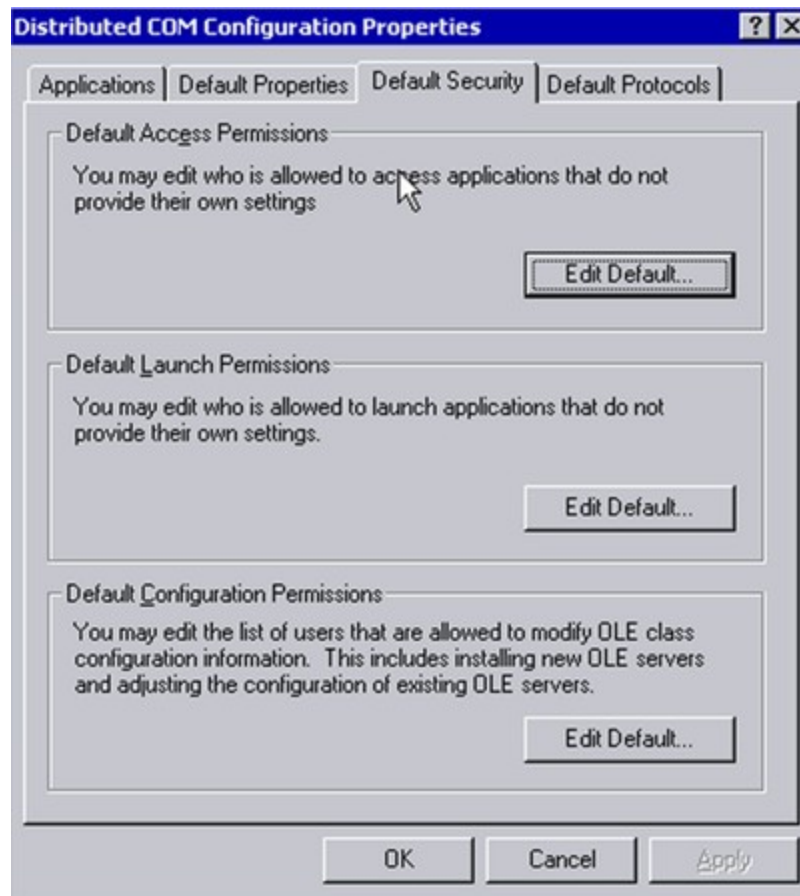 Distributed COM Configuration Properties
Applications Default Properties Default Security Default Protocols
Default Access Permissions
You may edit who is allowed to access applications that do not
provide their own settings
Edit Default...
Default Launch Permissions
You may edit who is allowed to launch applications that do not
provide their own settings.
Edit Default...
Default Configuration Permissions
You may edit the list of users that are allowed to modify OLE class
configuration information. This includes installing new OLE servers
and adjusting the configuration of existing OLE servers.
Edit Default...
OK Cancel Apply